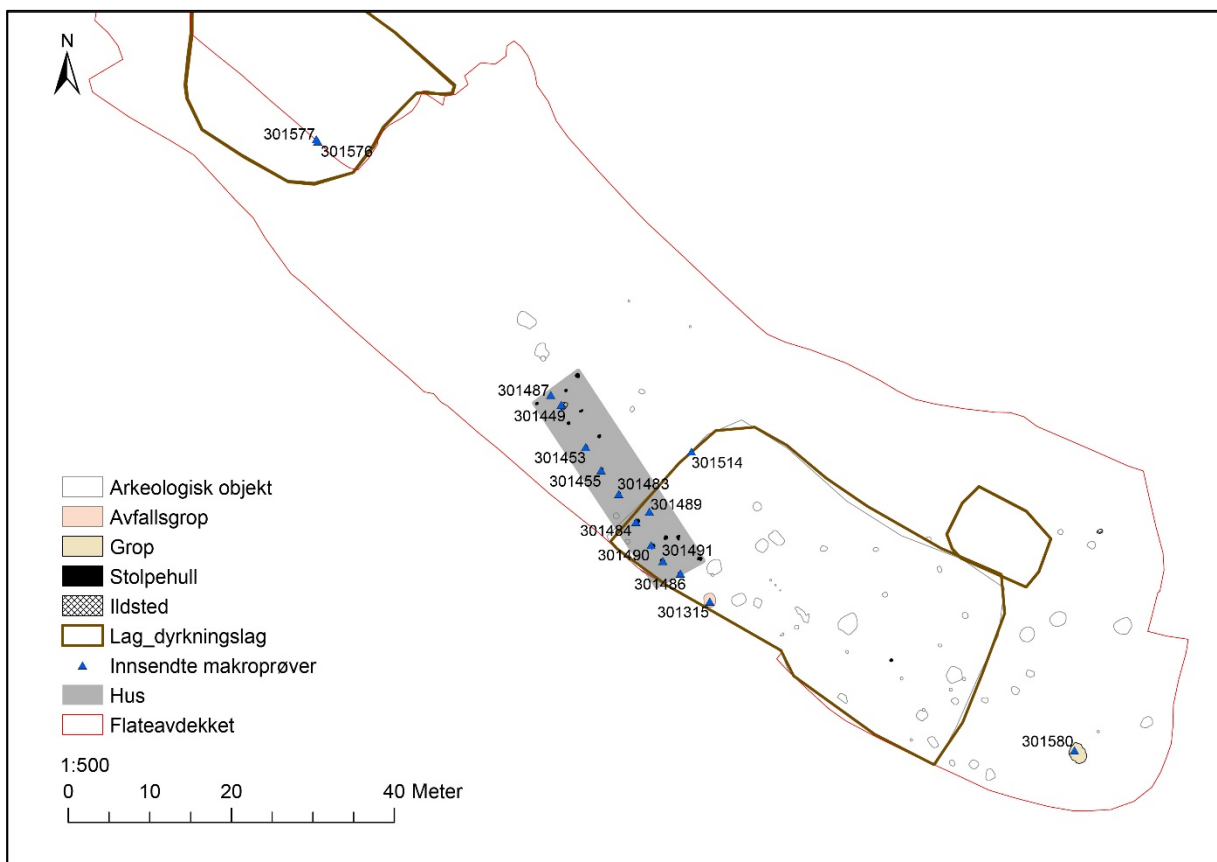 N
301577
301576
301487
301449
301453
301455
301483
301514
301489
301484
301490
301491
301486
301315
301580
Arkeologisk objekt
Avfallsgrop
Grop
Stolpehull
Ildsted
Lag_dyrkningslag
Innsendte makroprøver
Hus
Flateavdekket
1:500
0 10 20 40 Meter